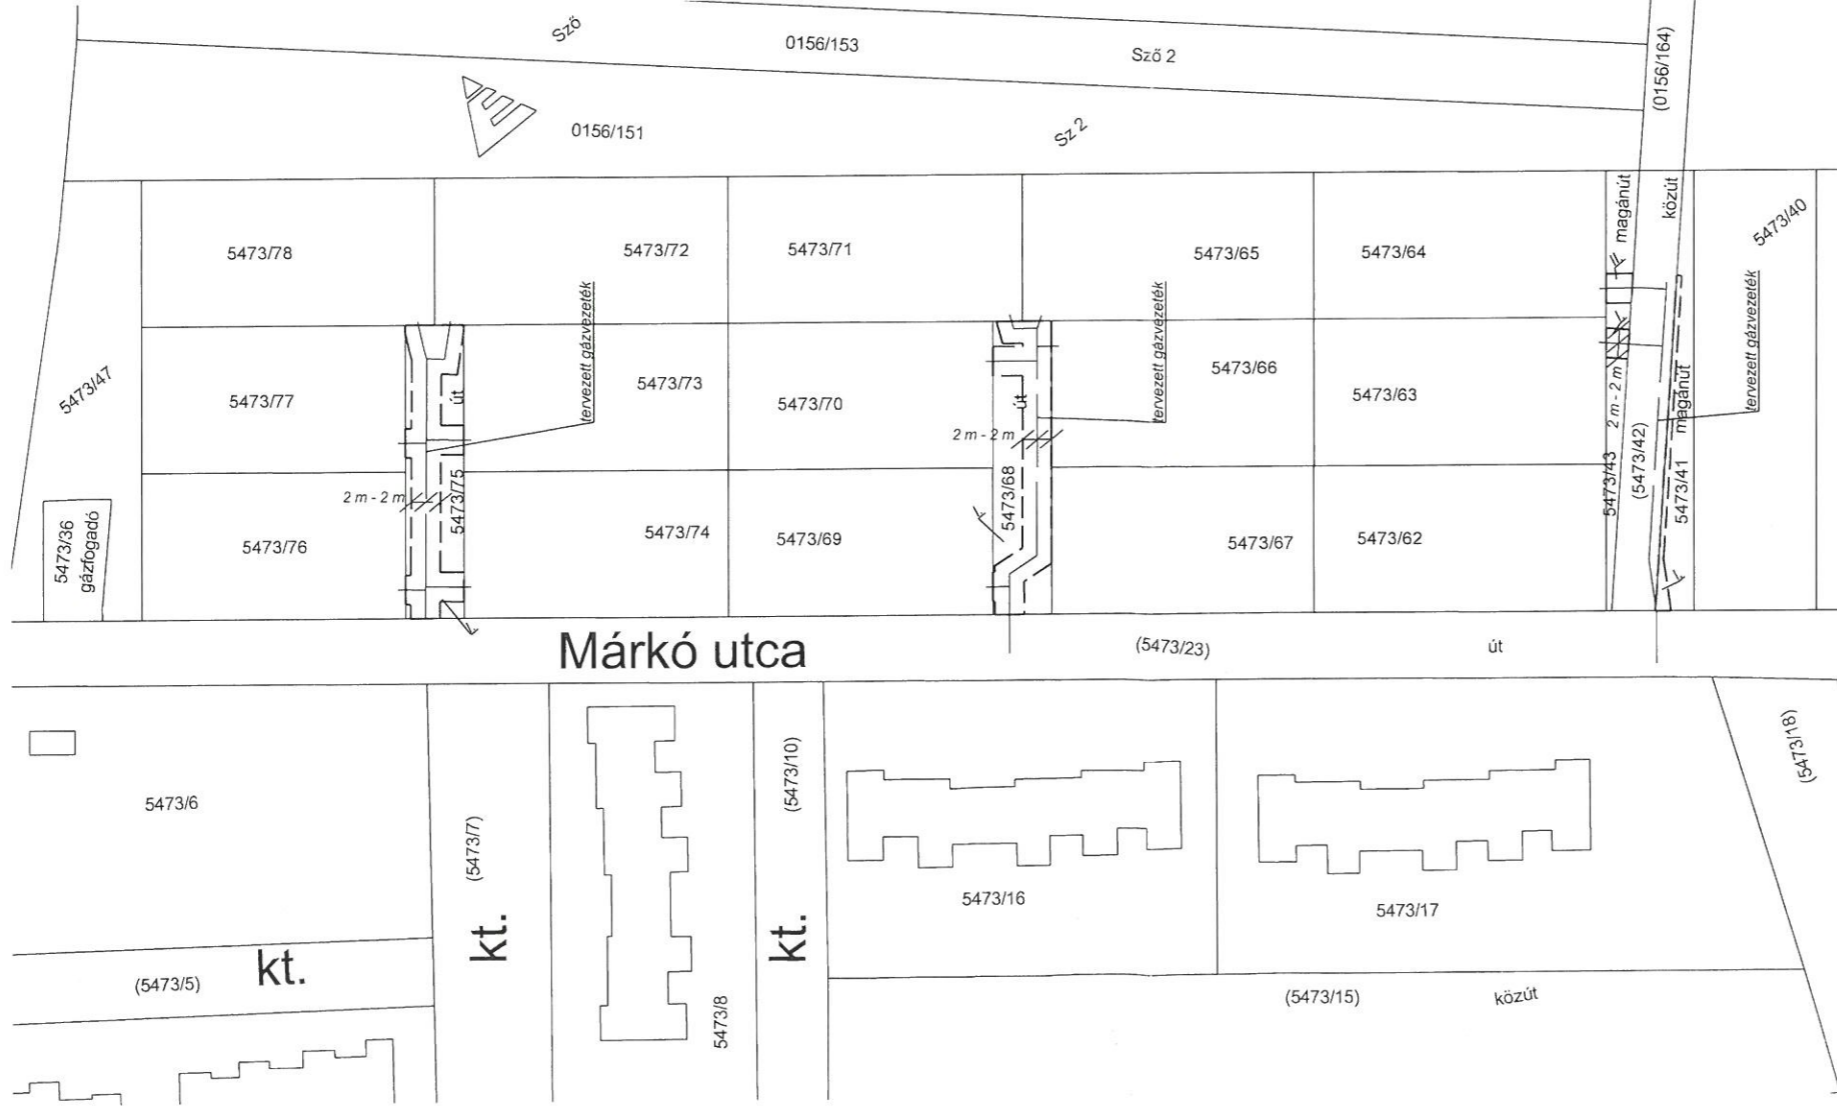 Sző
0156/153
Sző 2
(0156/164)
0156/151
Sz 2
5473/78
5473/72
5473/71
5473/65
5473/64
magánút
közút
5473/40
tervezett gázvezeték
tervezett gázvezeték
tervezett gázvezeték
5473/47
5473/77
út
5473/73
5473/70
út
5473/66
5473/63
2 m - 2 m
magánút
2 m - 2 m
2 m - 2 m
5473/75
5473/68
5473/43
(5473/42)
5473/41
5473/36
gázfogadó
5473/76
5473/74
5473/69
5473/67
5473/62
Márkó utca
(5473/23)
út
5473/6
(5473/7)
(5473/10)
(5473/18)
5473/16
5473/17
kt.
kt.
kt.
(5473/5)
5473/8
(5473/15)
közút